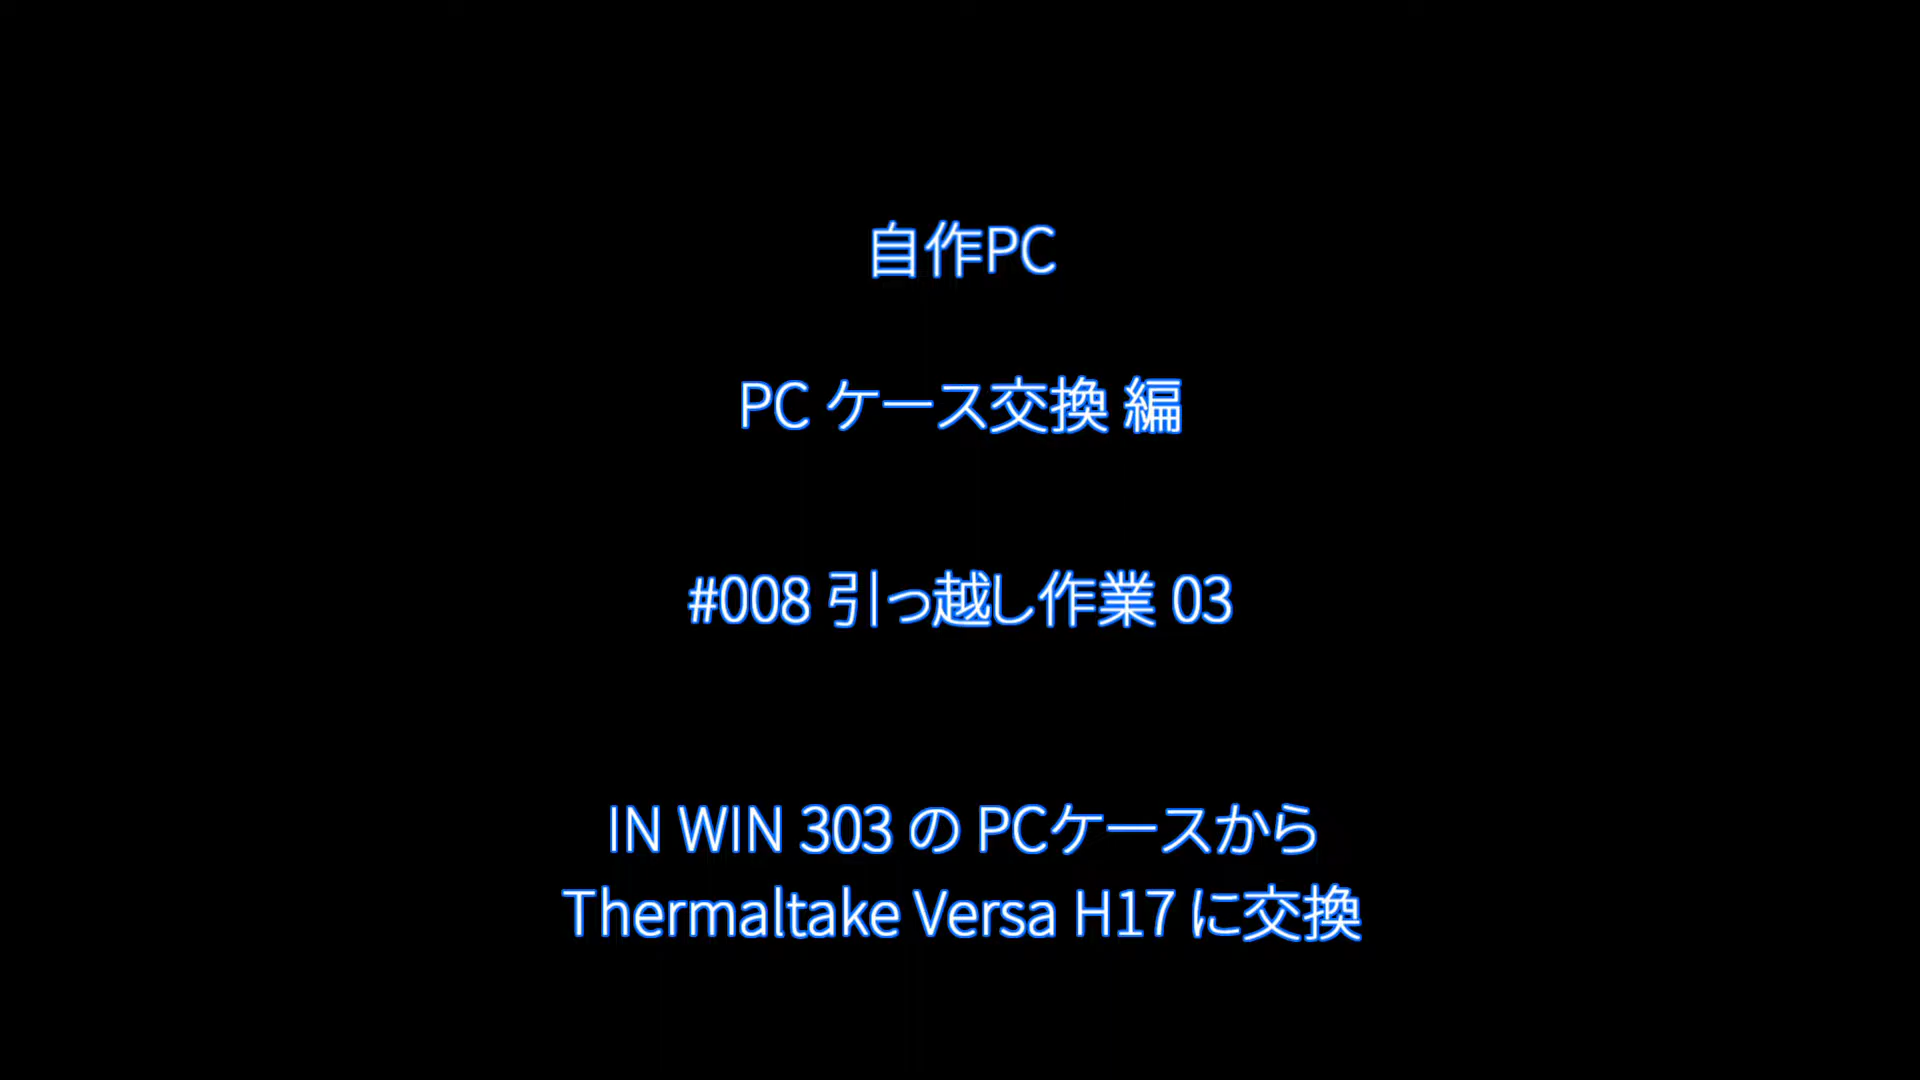 自作PC
PC ケース交換 編
#008 引っ越し作業 03
IN WIN 303 の PCケースから
Thermaltake Versa H17 に交換